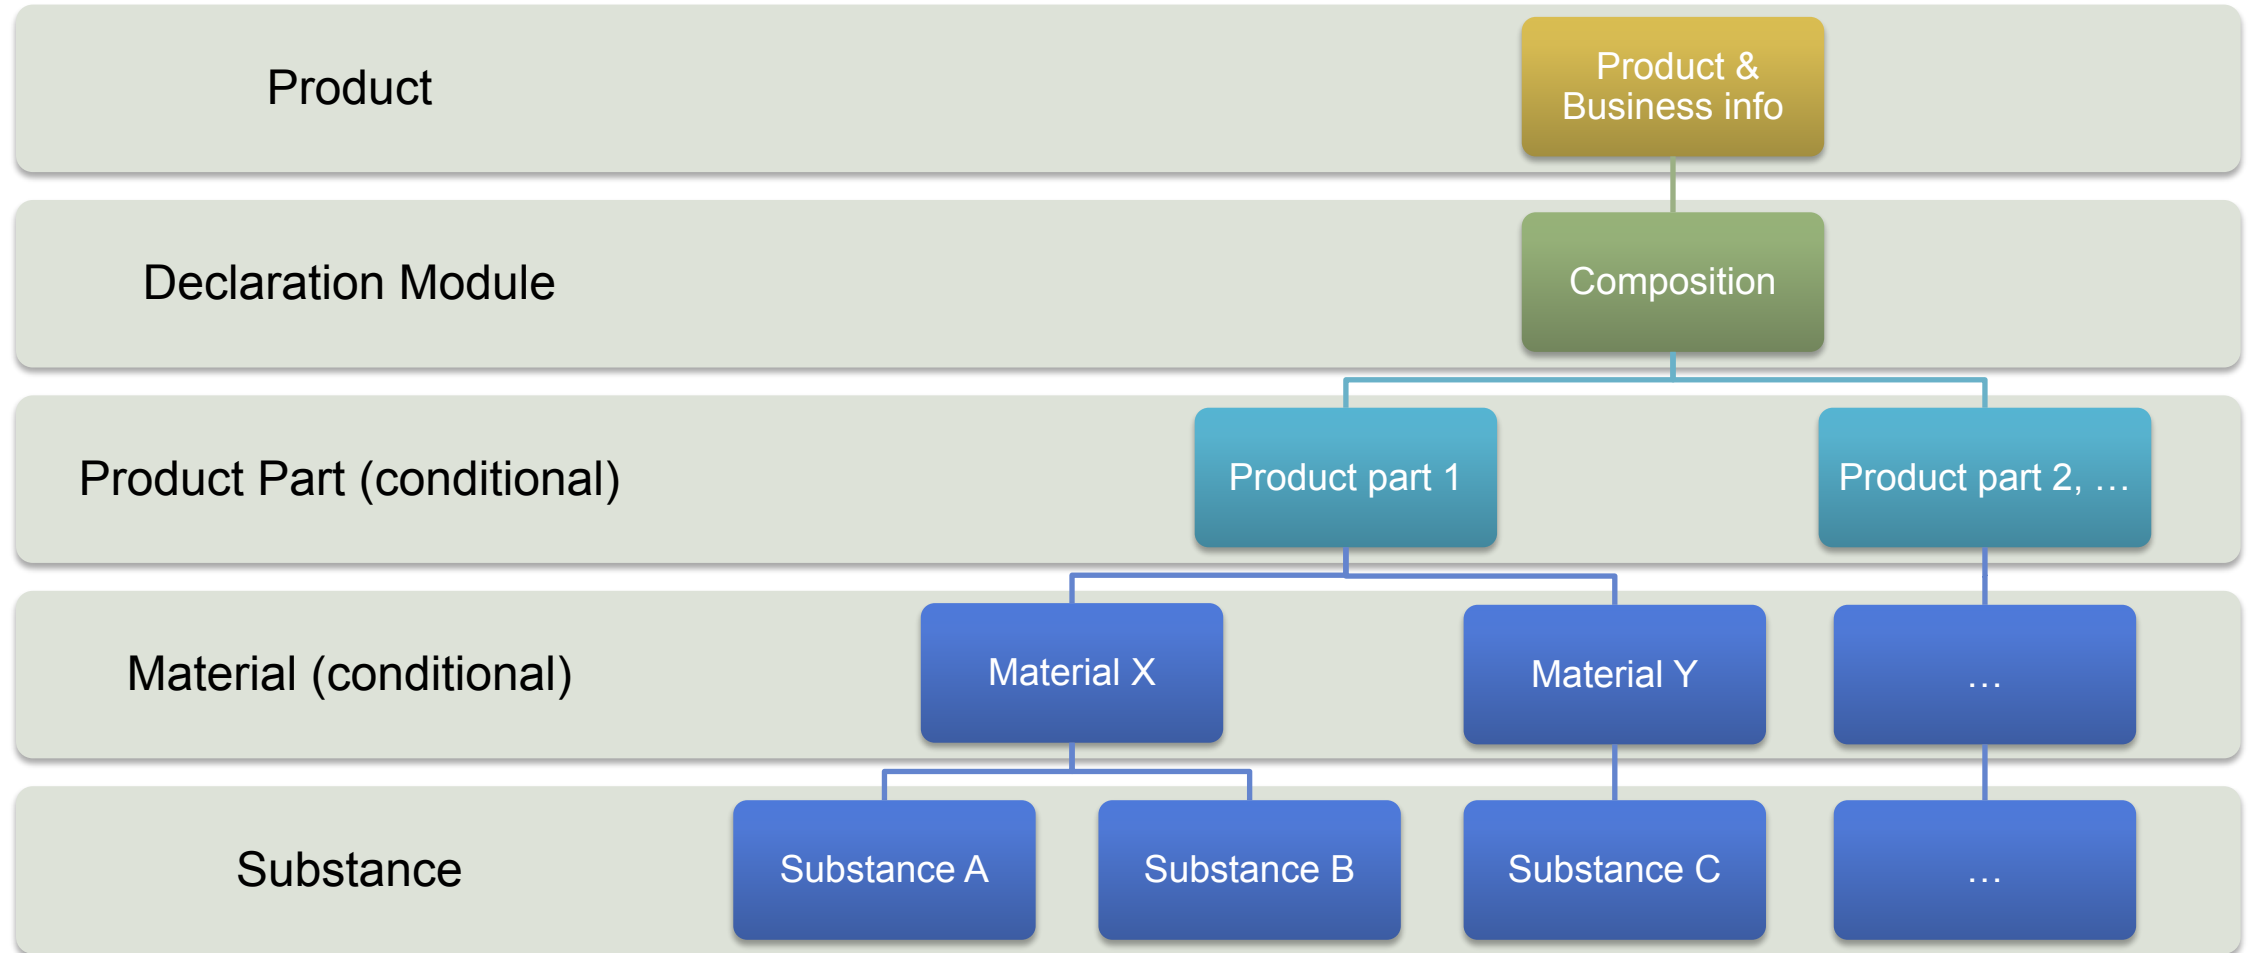 Product
Product &
Business info
Declaration Module
Composition
Product Part (conditional)
Product part 1
Product part 2, …
Material (conditional)
Material X
Material Y
…
Substance
Substance A
Substance B
Substance C
…